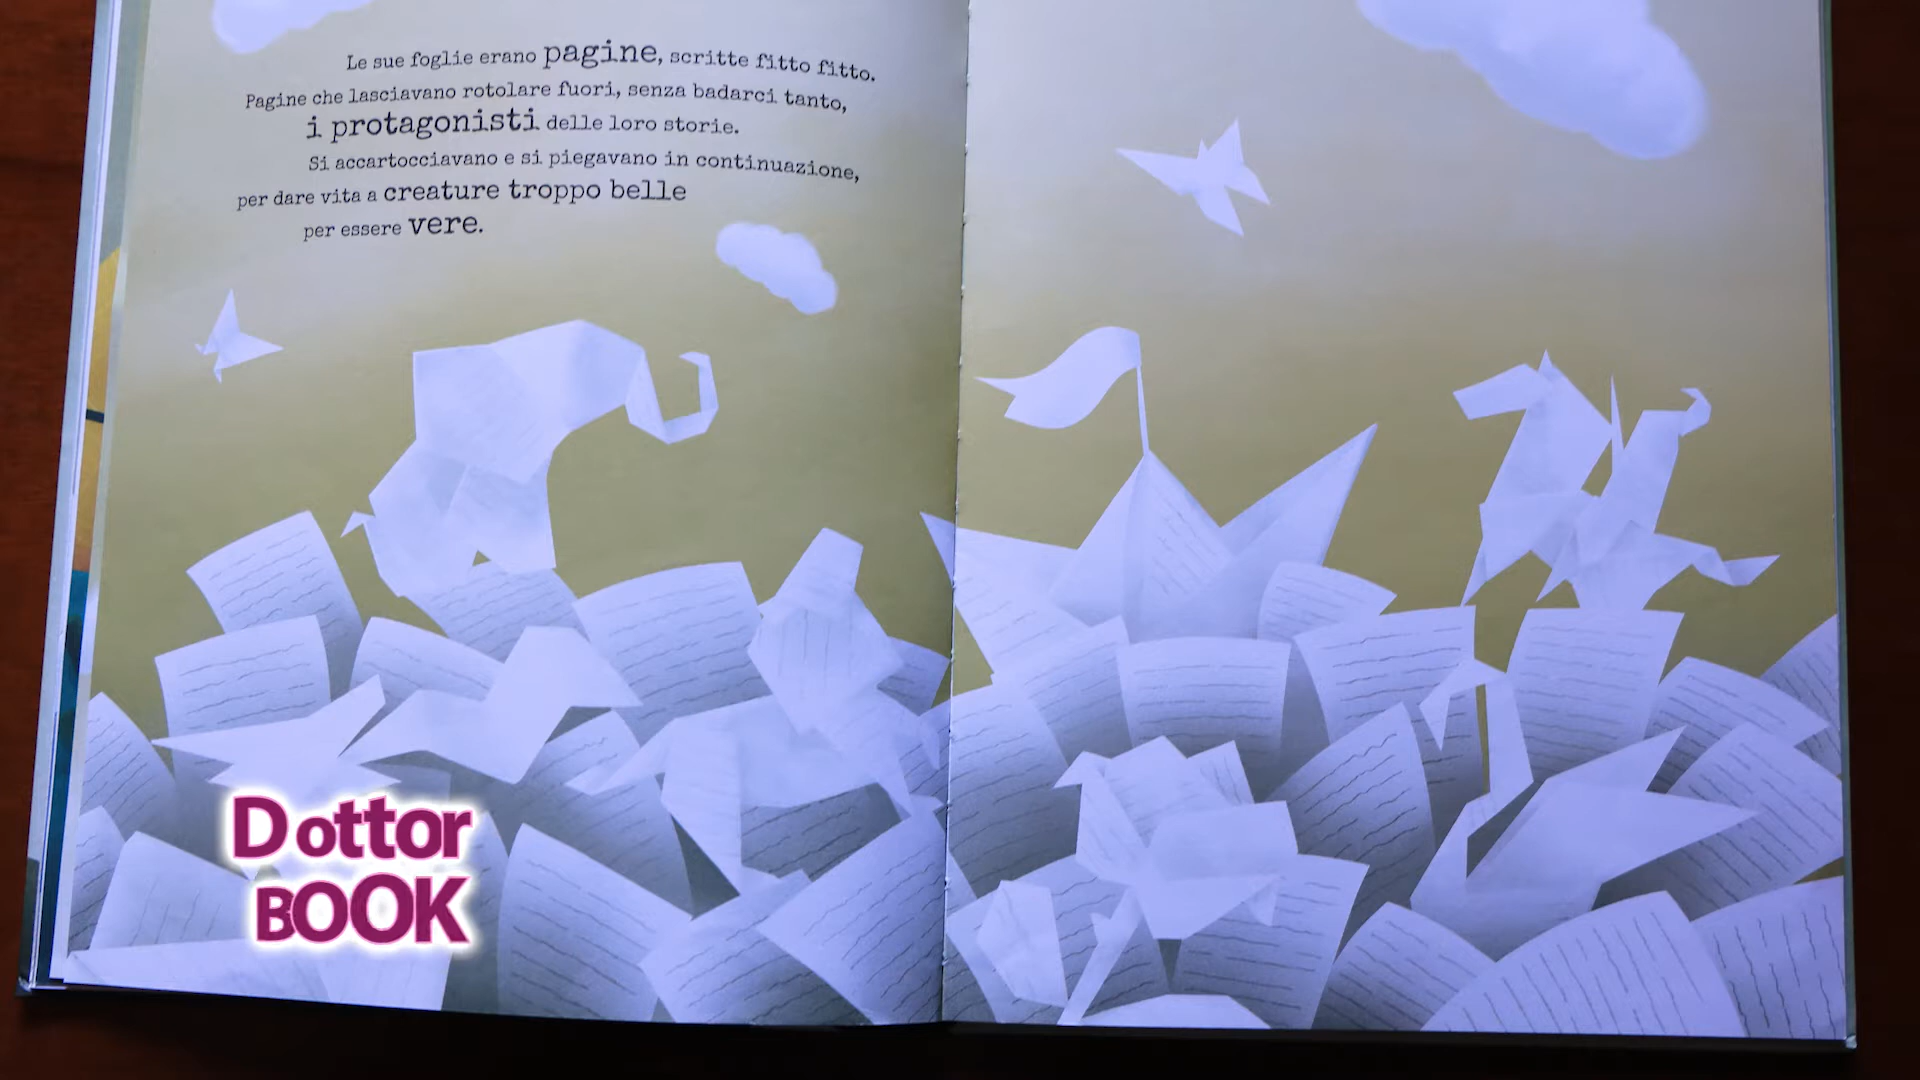 Le sue foglie erano pagine, scritte fitto fitto.
Pagine che lasciavano rotolare fuori, senza badarci tanto,
i protagonisti delle loro storie.
Si accartocciavano e si piegavano in continuazione,
per dare vita a creature troppo belle
per essere vere.
Dottor
BOOK